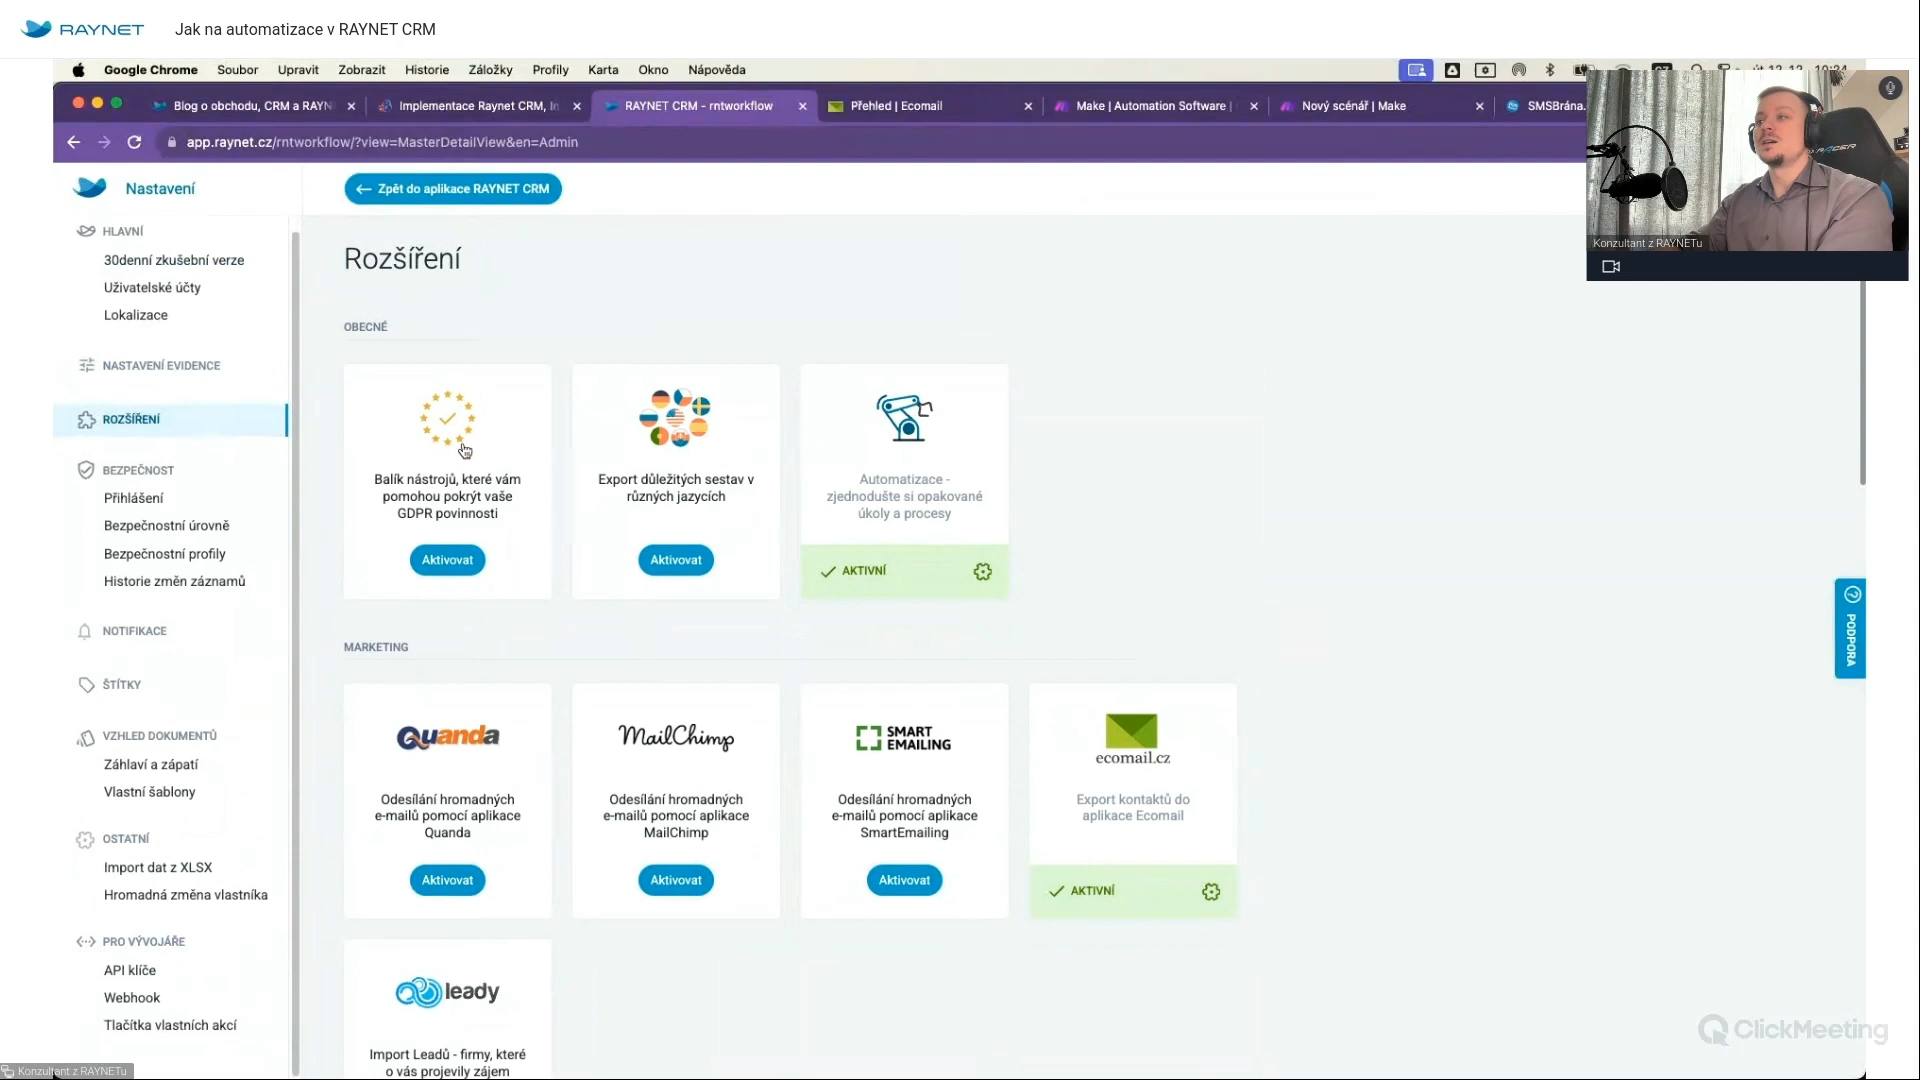 RAYNET
Jak na automatizace v RAYNET CRM
Google Chrome Soubor Upravit Zobrazit Historie Záložky Profily Karta Okno Nápověda
Blog o obchodu, CRM a RAYN
Implementace Raynet CRM, In
RAYNET CRM - rntworkflow
Přehled | Ecomail
Make | Automation Software |
Nový scénář | Make
SMSBrána.
app.raynet.cz/rntworkflow/?view=MasterDetailView&en=Admin
Konzultant z RAYNETu
Nastavení
Zpět do aplikace RAYNET CRM
HLAVNÍ
30denní zkušební verze
Uživatelské účty
Lokalizace
NASTAVENÍ EVIDENCE
ROZŠÍŘENÍ
BEZPEČNOST
Přihlášení
Bezpečnostní úrovně
Bezpečnostní profily
Historie změn záznamů
NOTIFIKACE
ŠTÍTKY
VZHLED DOKUMENTŮ
Záhlaví a zápatí
Vlastní šablony
OSTATNÍ
Import dat z XLSX
Hromadná změna vlastníka
PRO VÝVOJÁŘE
API klíče
Webhook
Tlačítka vlastních akcí
Rozšíření
OBECNÉ
Balík nástrojů, které vám
pomohou pokrýt vaše
GDPR povinnosti
Aktivovat
Export důležitých sestav v
různých jazycích
Aktivovat
Automatizace -
zjednodušte si opakované
úkoly a procesy
AKTIVNÍ
MARKETING
Quanda
Odesílání hromadných
e-mailů pomocí aplikace
Quanda
Aktivovat
MailChimp
Odesílání hromadných
e-mailů pomocí aplikace
MailChimp
Aktivovat
SMART
EMAILING
Odesílání hromadných
e-mailů pomocí aplikace
SmartEmailing
Aktivovat
ecomail.cz
Export kontaktů do
aplikace Ecomail
AKTIVNÍ
leady
Import Leadů - firmy, které
o vás projevily zájem
PODPORA
ClickMeeting
Konzultant z RAYNETu